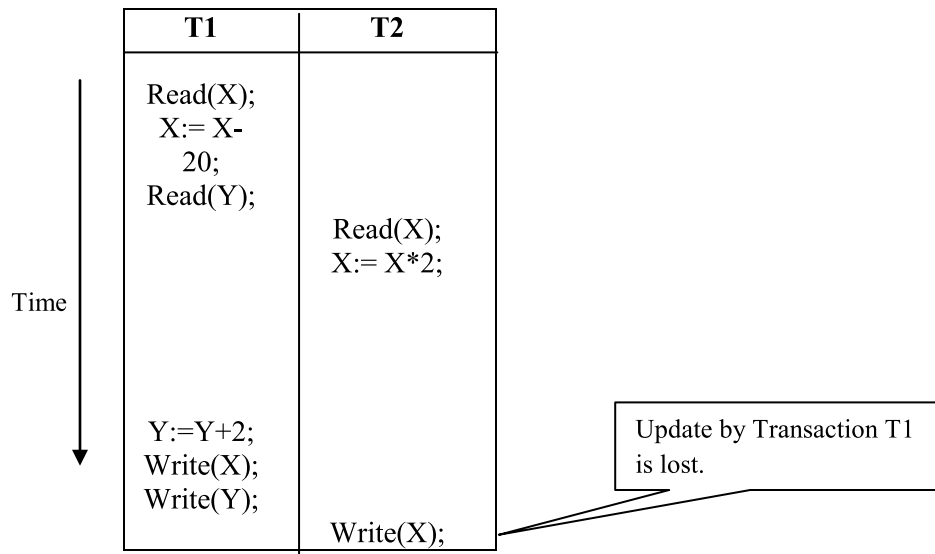 T1 T2
Read(X);
X:= X-
20;
Read(Y);
Read(X);
X:= X*2;
Time
Y:=Y+2;
Write(X);
Write(Y);
Update by Transaction T1
is lost.
Write(X);